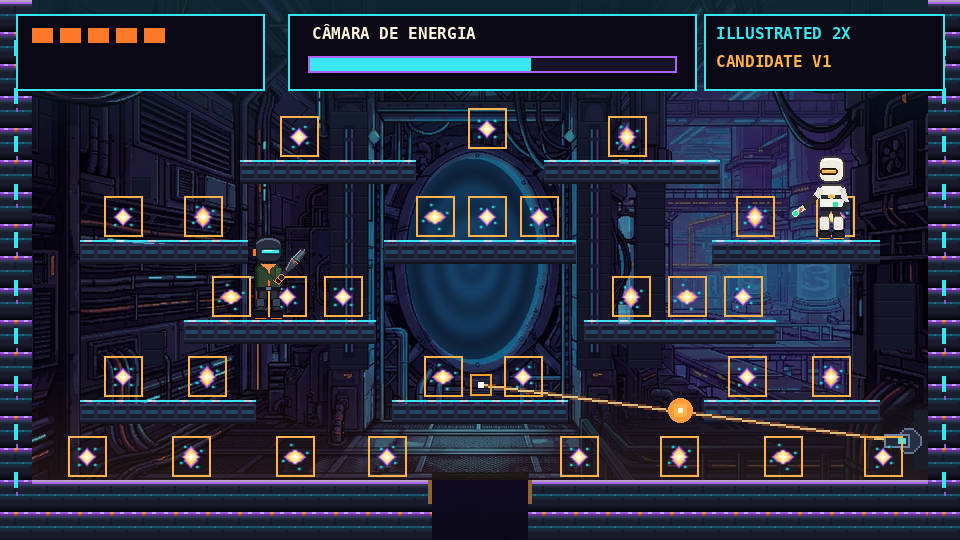 CÂMARA DE ENERGIA
ILLUSTRATED 2X
CANDIDATE V1